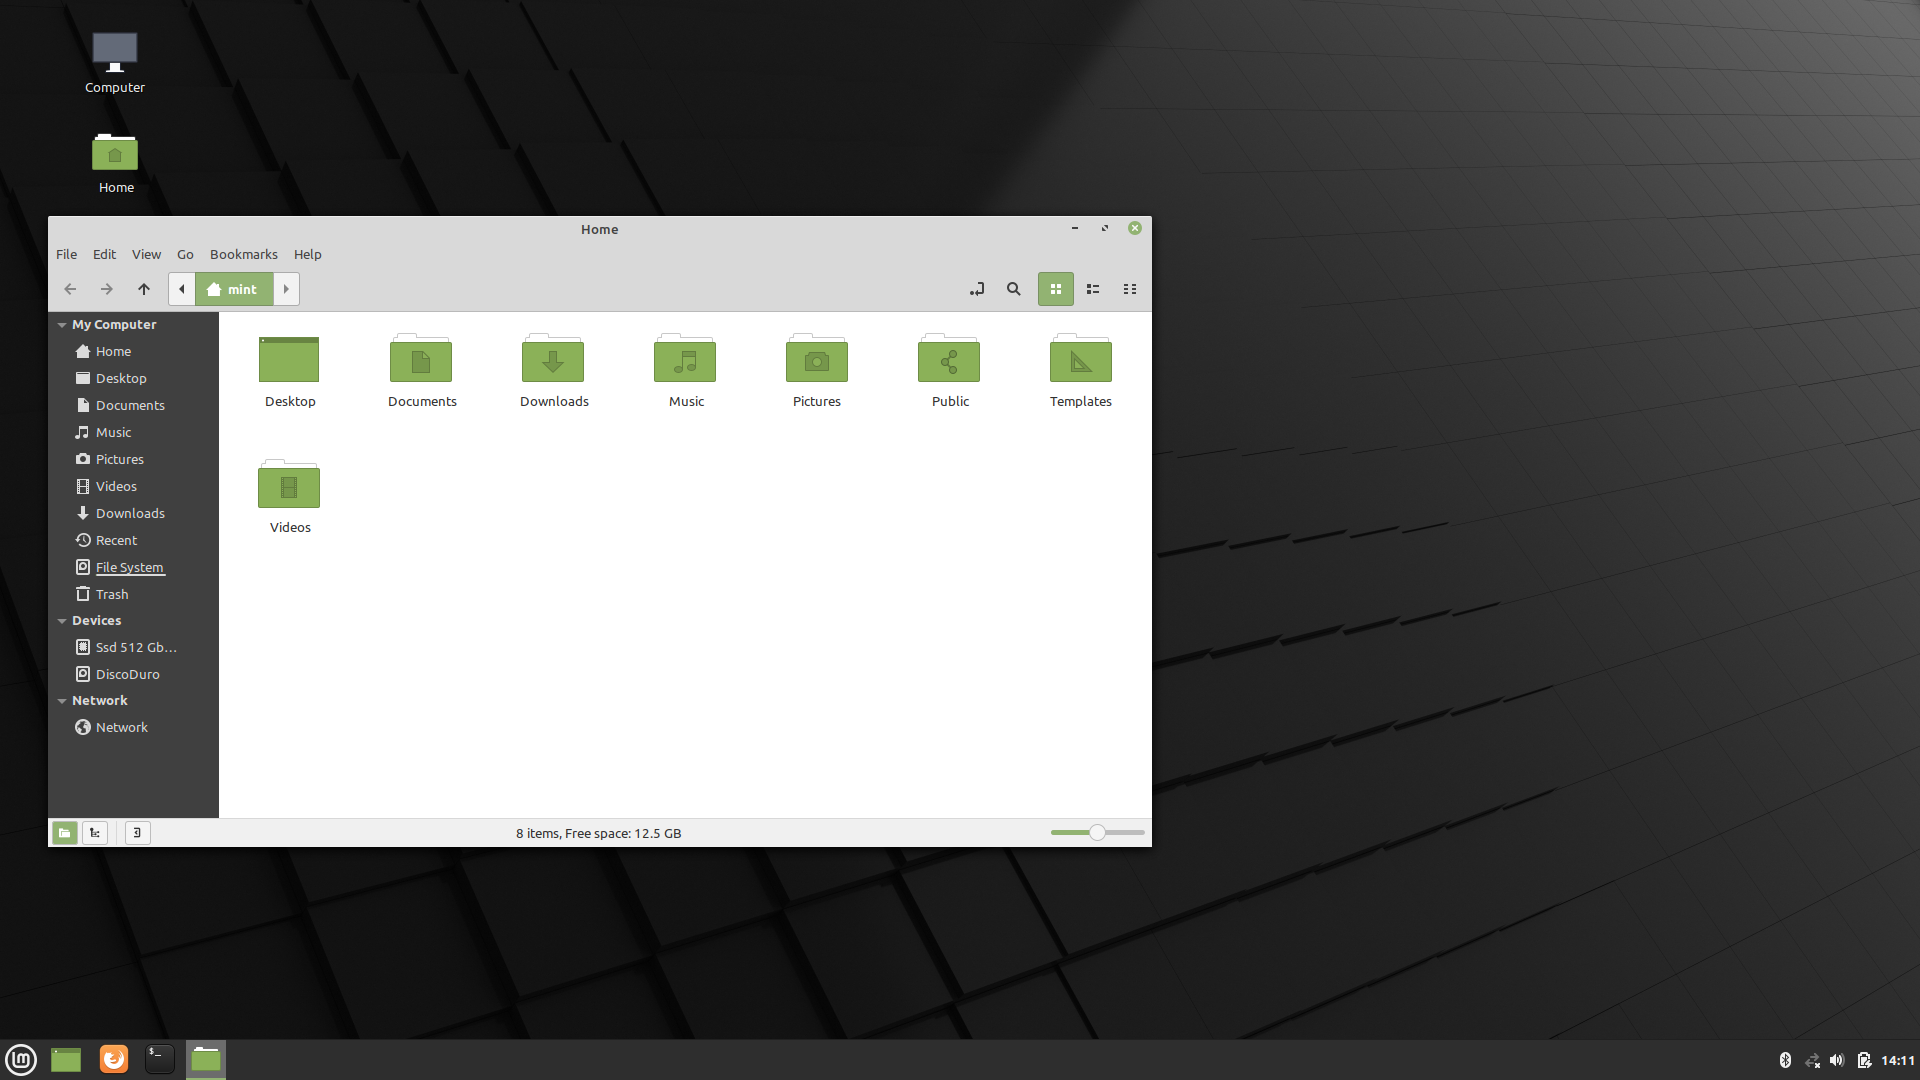 Computer
Home
Home
File Edit View Go Bookmarks Help
mint
My Computer
Home
Desktop
Documents
Music
Pictures
Videos
Downloads
Recent
File System
Trash
Devices
Ssd 512 Gb…
DiscoDuro
Network
Network
Desktop Documents Downloads Music Pictures Public Templates
Videos
8 items, Free space: 12.5 GB
lm
$_
14:11